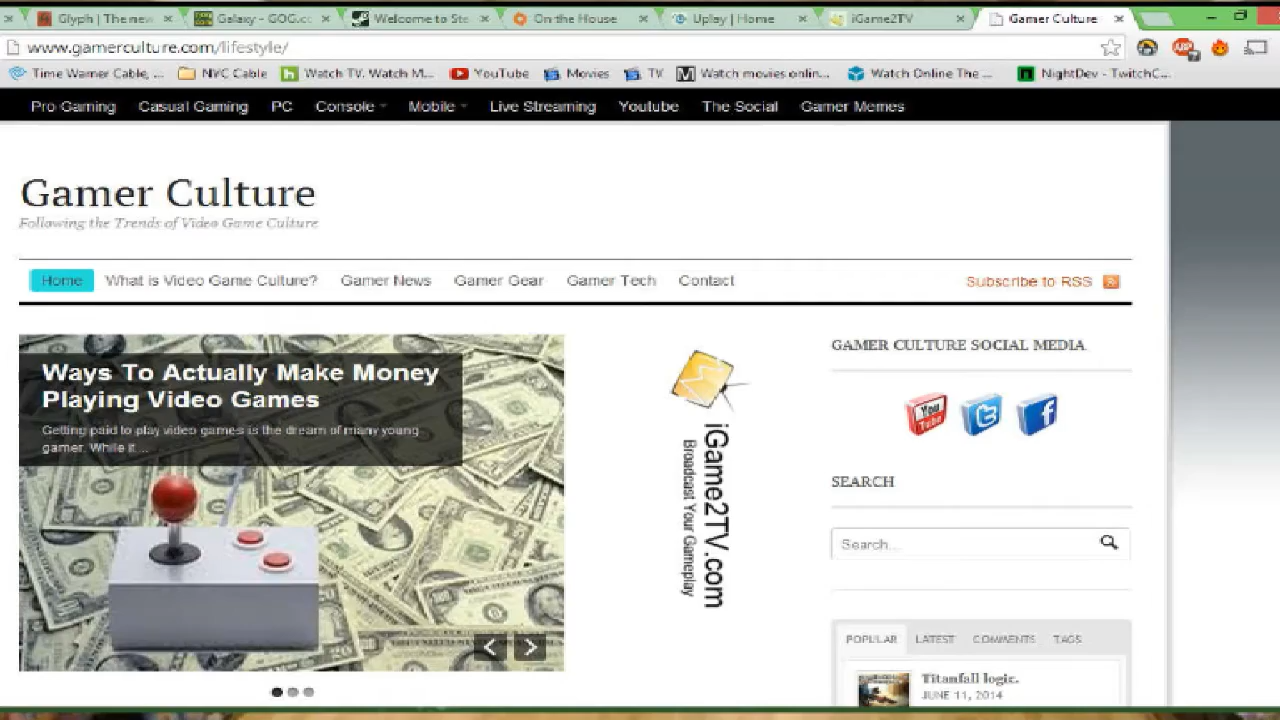 Glyph | The new
Galaxy - GOG.co
Welcome to Ste
On the House
Uplay | Home
iGame2TV
Gamer Culture
www.gamerculture.com/lifestyle/
Time Warner Cable, ...
NYC Cable
Watch TV. Watch M...
YouTube
Movies
TV
Watch movies onlin...
Watch Online The ...
NightDev - TwitchC...
Pro Gaming
Casual Gaming
PC
Console
Mobile
Live Streaming
Youtube
The Social
Gamer Memes
Gamer Culture
Following the Trends of Video Game Culture
Home
What is Video Game Culture?
Gamer News
Gamer Gear
Gamer Tech
Contact
Subscribe to RSS
Ways To Actually Make Money
Playing Video Games
Getting paid to play video games is the dream of many young
gamer. While it ...
iGame2TV.com
Broadcast Your Gameplay
GAMER CULTURE SOCIAL MEDIA
You
Tube
SEARCH
Search...
POPULAR
LATEST
COMMENTS
TAGS
Titanfall logic.
JUNE 11, 2014